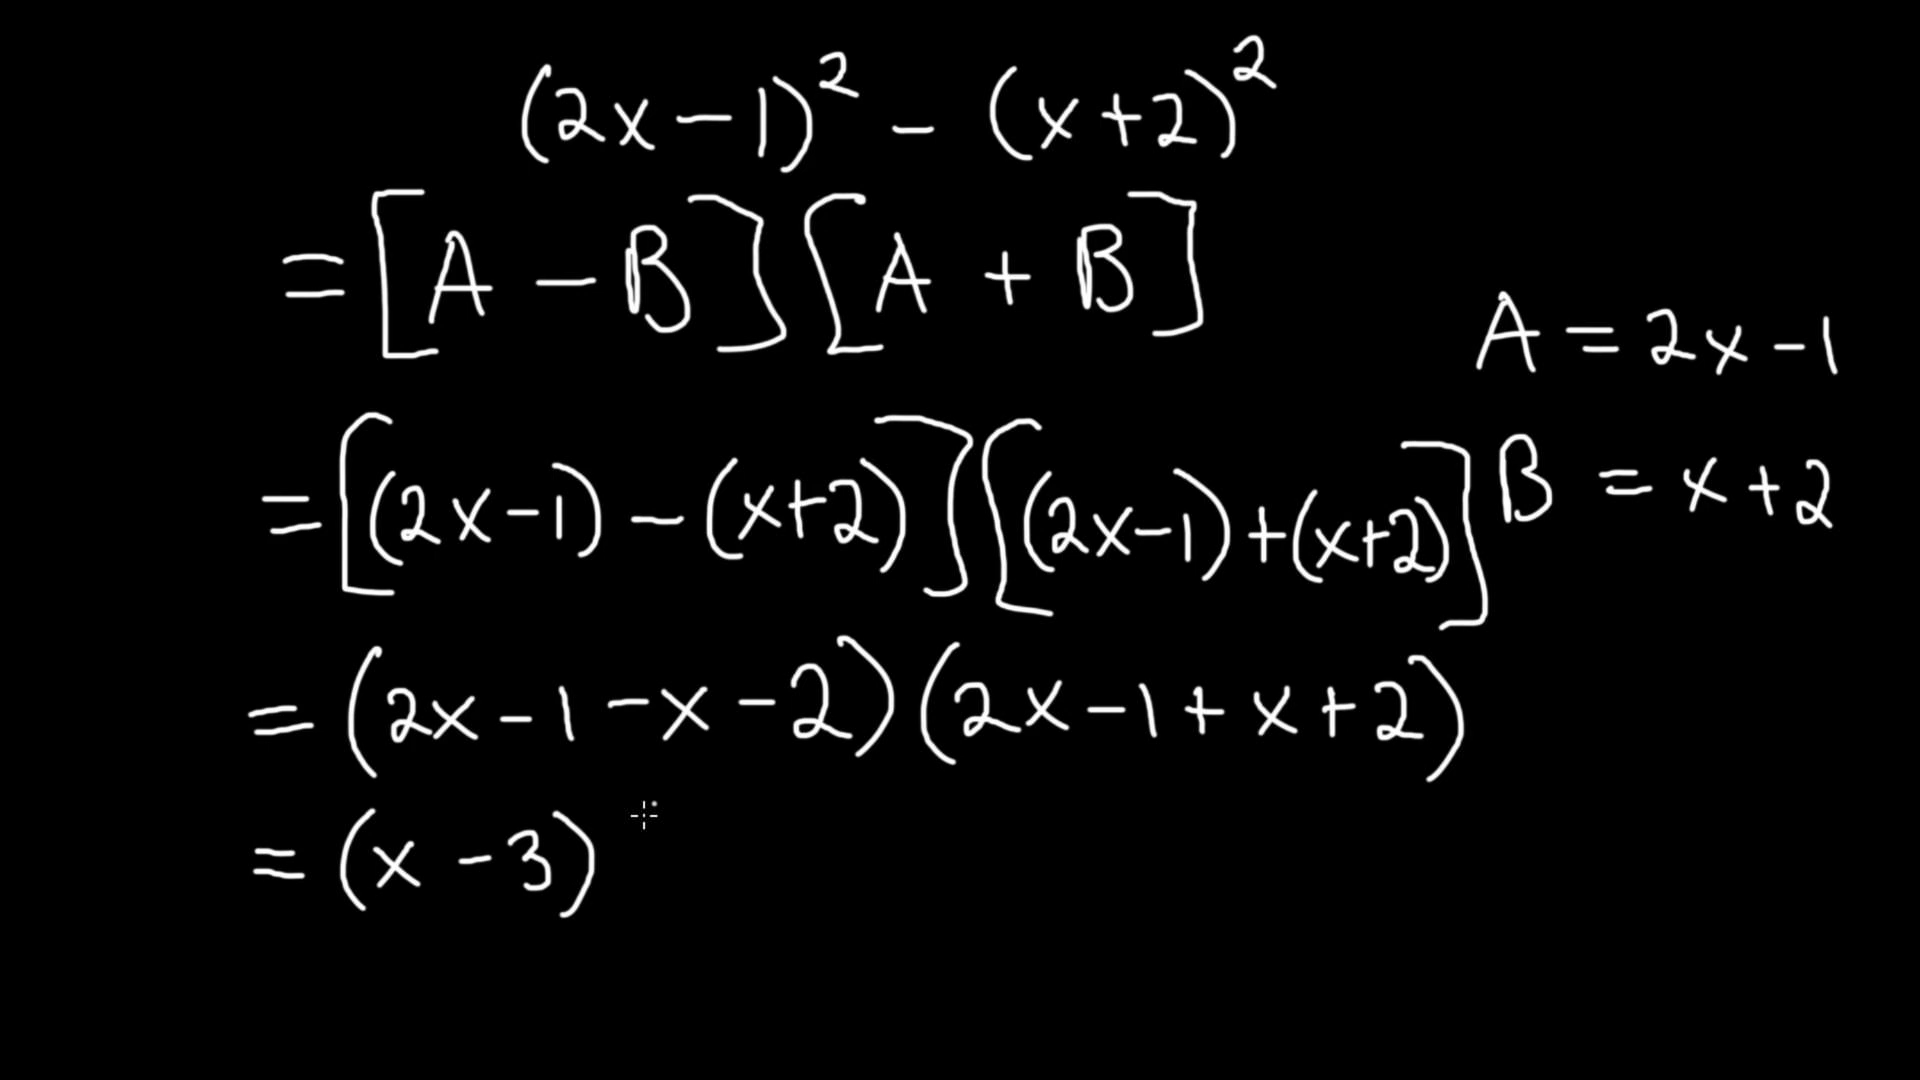 (2x-1)² - (x+2)²
= [A - B] [A + B]
A = 2x-1
= [(2x-1) - (x+2)] [(2x-1) + (x+2)]
B = x+2
= (2x-1-x-2) (2x-1+x+2)
= (x-3)